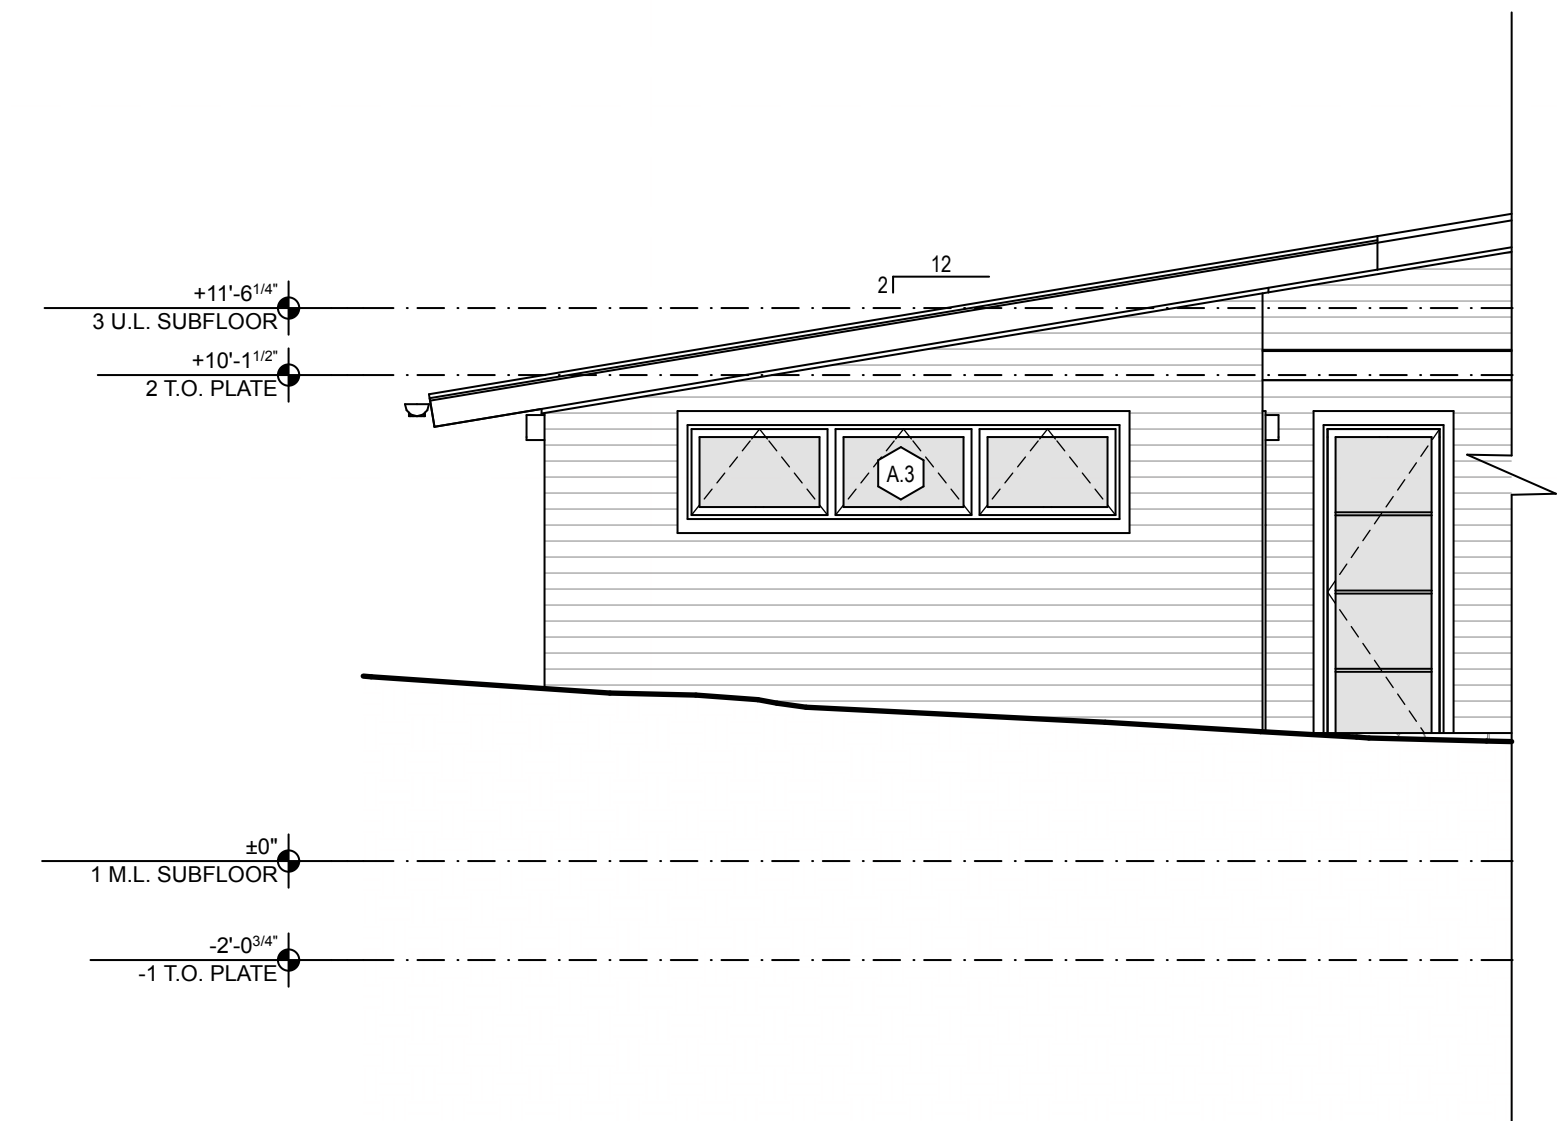 12
2
+11'-6 1/4"
3 U.L. SUBFLOOR
+10'-1 1/2"
2 T.O. PLATE
A.3
±0"
1 M.L. SUBFLOOR
-2'-0 3/4"
-1 T.O. PLATE